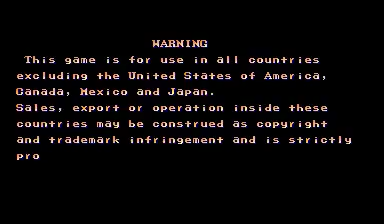 WARNING
This game is for use in all countries
excluding the United States of America,
Canada, Mexico and Japan.
Sales, export or operation inside these
countries may be construed as copyright
and trademark infringement and is strictly
pro